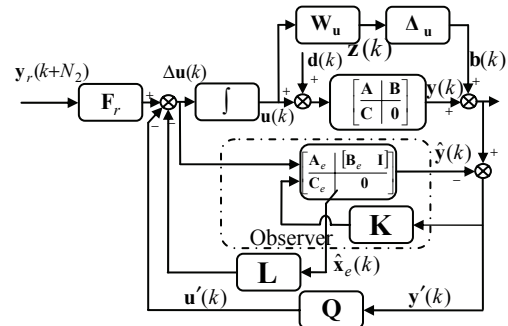 W_u
Δ_u
z(k)
d(k)
b(k)
y_r(k+N_2)
Δu(k)
F_r
∫
u(k)
A B
C 0
y(k)
+
−
−
+
+
+
+
A_e [B_e I]
C_e 0
ŷ(k)
+
−
K
Observer
L
x̂_e(k)
u′(k)
Q
y′(k)